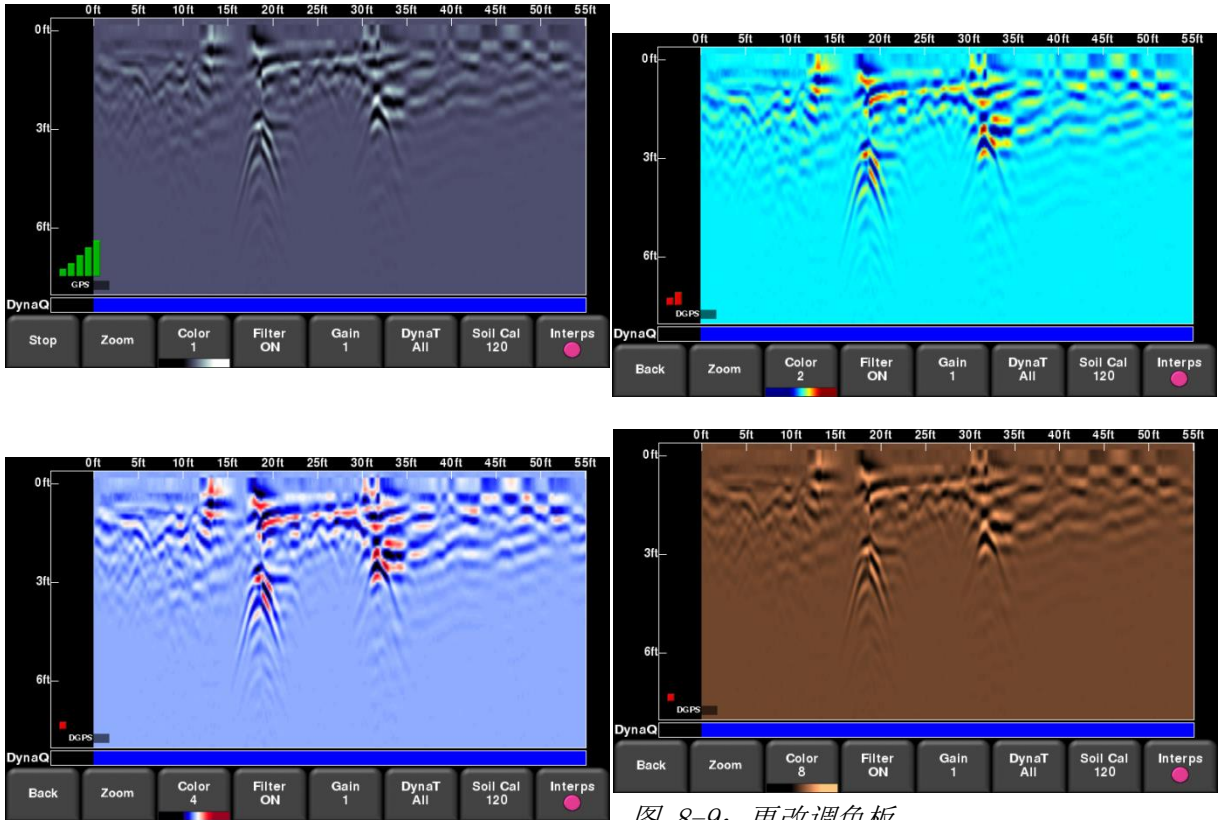 0ft 5ft 10ft 15ft 20ft 25ft 30ft 35ft 40ft 45ft 50ft 55ft
0ft
3ft
6ft
GPS
DynaQ
Stop Zoom Color 1 Filter ON Gain 1 DynaT All Soil Cal 120 Interps
0ft 5ft 10ft 15ft 20ft 25ft 30ft 35ft 40ft 45ft 50ft 55ft
0ft
3ft
6ft
DGPS
DynaQ
Back Zoom Color 2 Filter ON Gain 1 DynaT All Soil Cal 120 Interps
0ft 5ft 10ft 15ft 20ft 25ft 30ft 35ft 40ft 45ft 50ft 55ft
0ft
3ft
6ft
DGPS
DynaQ
Back Zoom Color 4 Filter ON Gain 1 DynaT All Soil Cal 120 Interps
0ft 5ft 10ft 15ft 20ft 25ft 30ft 35ft 40ft 45ft 50ft 55ft
0ft
3ft
6ft
DGPS
DynaQ
Back Zoom Color 8 Filter ON Gain 1 DynaT All Soil Cal 120 Interps
图 8-9: 更改调色板